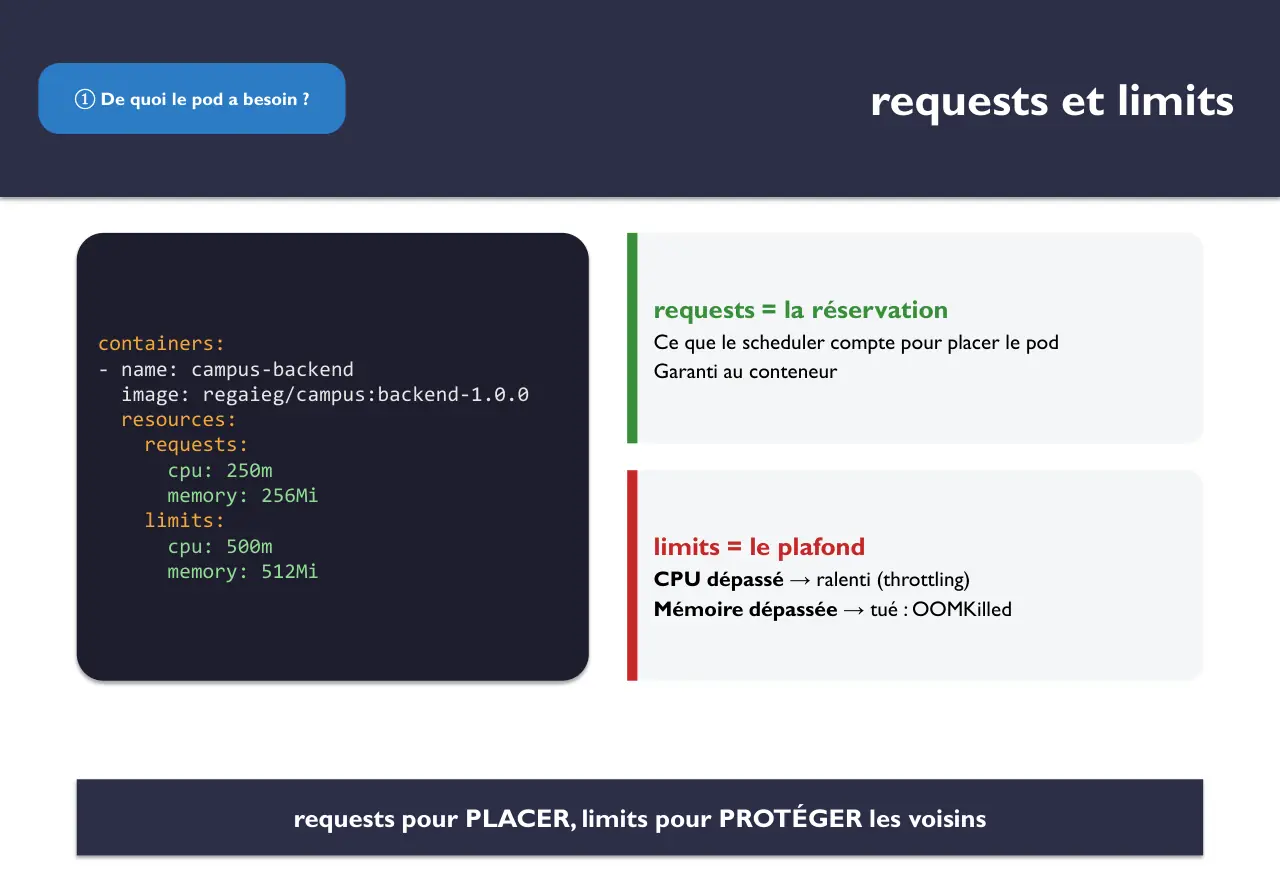 ① De quoi le pod a besoin ?
requests et limits
containers:
- name: campus-backend
  image: regaieg/campus:backend-1.0.0
  resources:
    requests:
      cpu: 250m
      memory: 256Mi
    limits:
      cpu: 500m
      memory: 512Mi
requests = la réservation
Ce que le scheduler compte pour placer le pod
Garanti au conteneur
limits = le plafond
CPU dépassé → ralenti (throttling)
Mémoire dépassée → tué : OOMKilled
requests pour PLACER, limits pour PROTÉGER les voisins